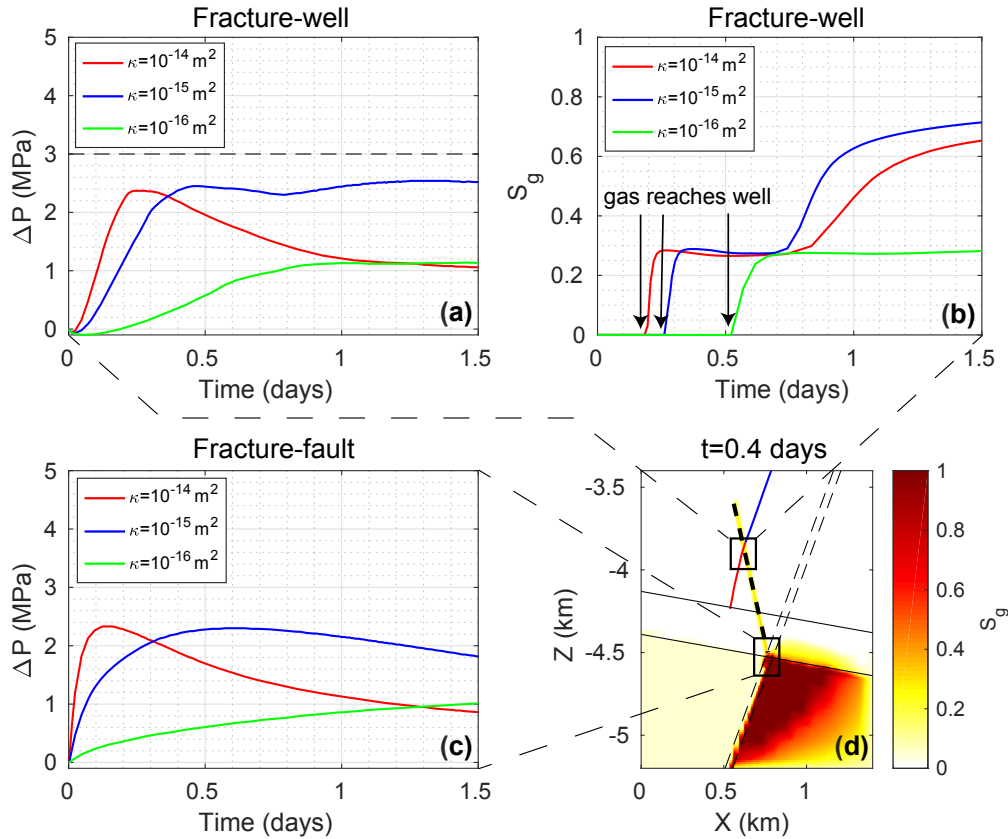 Fracture-well
5
4
3
2
1
0
0
0.5
1
1.5
ΔP (MPa)
Time (days)
κ=10⁻¹⁴ m²
κ=10⁻¹⁵ m²
κ=10⁻¹⁶ m²
(a)
Fracture-well
1
0.8
0.6
0.4
0.2
0
0
0.5
1
1.5
S_g
Time (days)
κ=10⁻¹⁴ m²
κ=10⁻¹⁵ m²
κ=10⁻¹⁶ m²
gas reaches well
(b)
Fracture-fault
5
4
3
2
1
0
0
0.5
1
1.5
ΔP (MPa)
Time (days)
κ=10⁻¹⁴ m²
κ=10⁻¹⁵ m²
κ=10⁻¹⁶ m²
(c)
t=0.4 days
-3.5
-4
-4.5
-5
0
0.5
1
Z (km)
X (km)
(d)
1
0.8
0.6
0.4
0.2
0
S_g